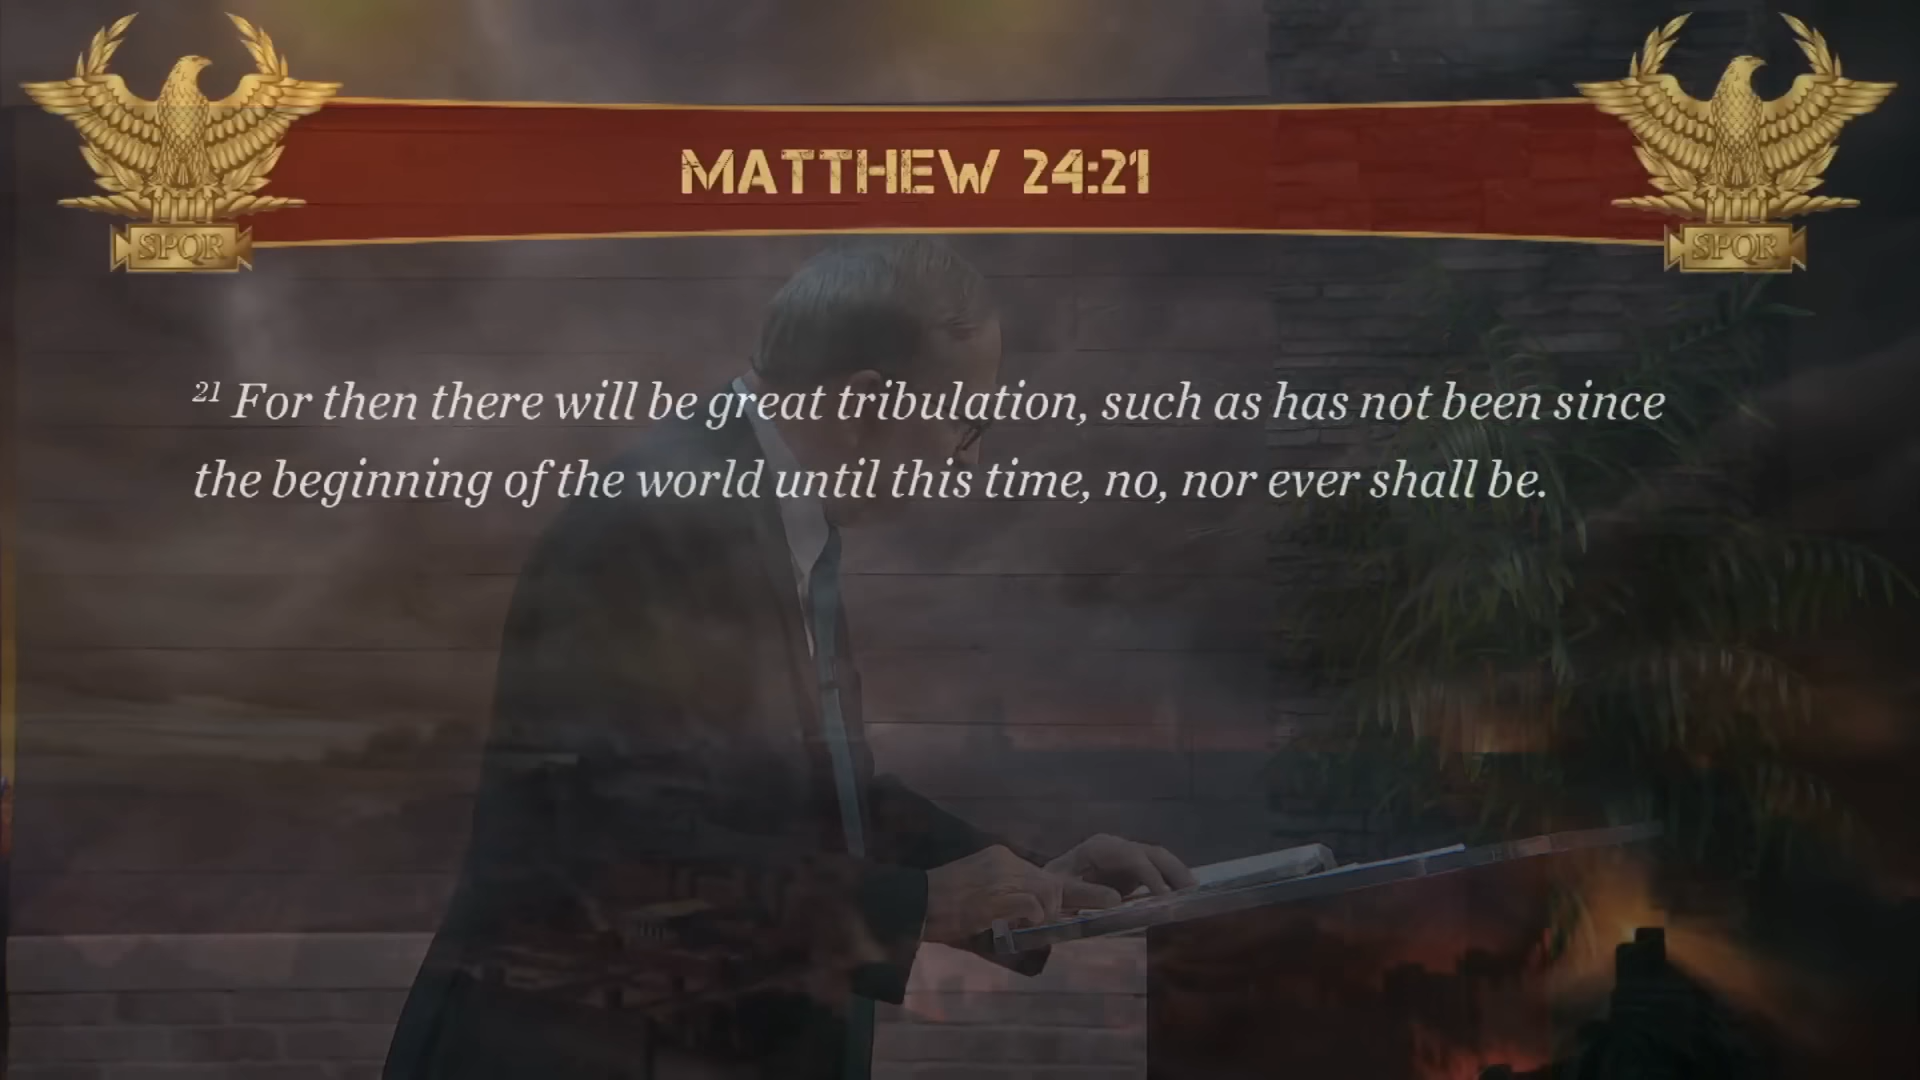 MATTHEW 24:21
SPQR
SPQR
21 For then there will be great tribulation, such as has not been since
the beginning of the world until this time, no, nor ever shall be.